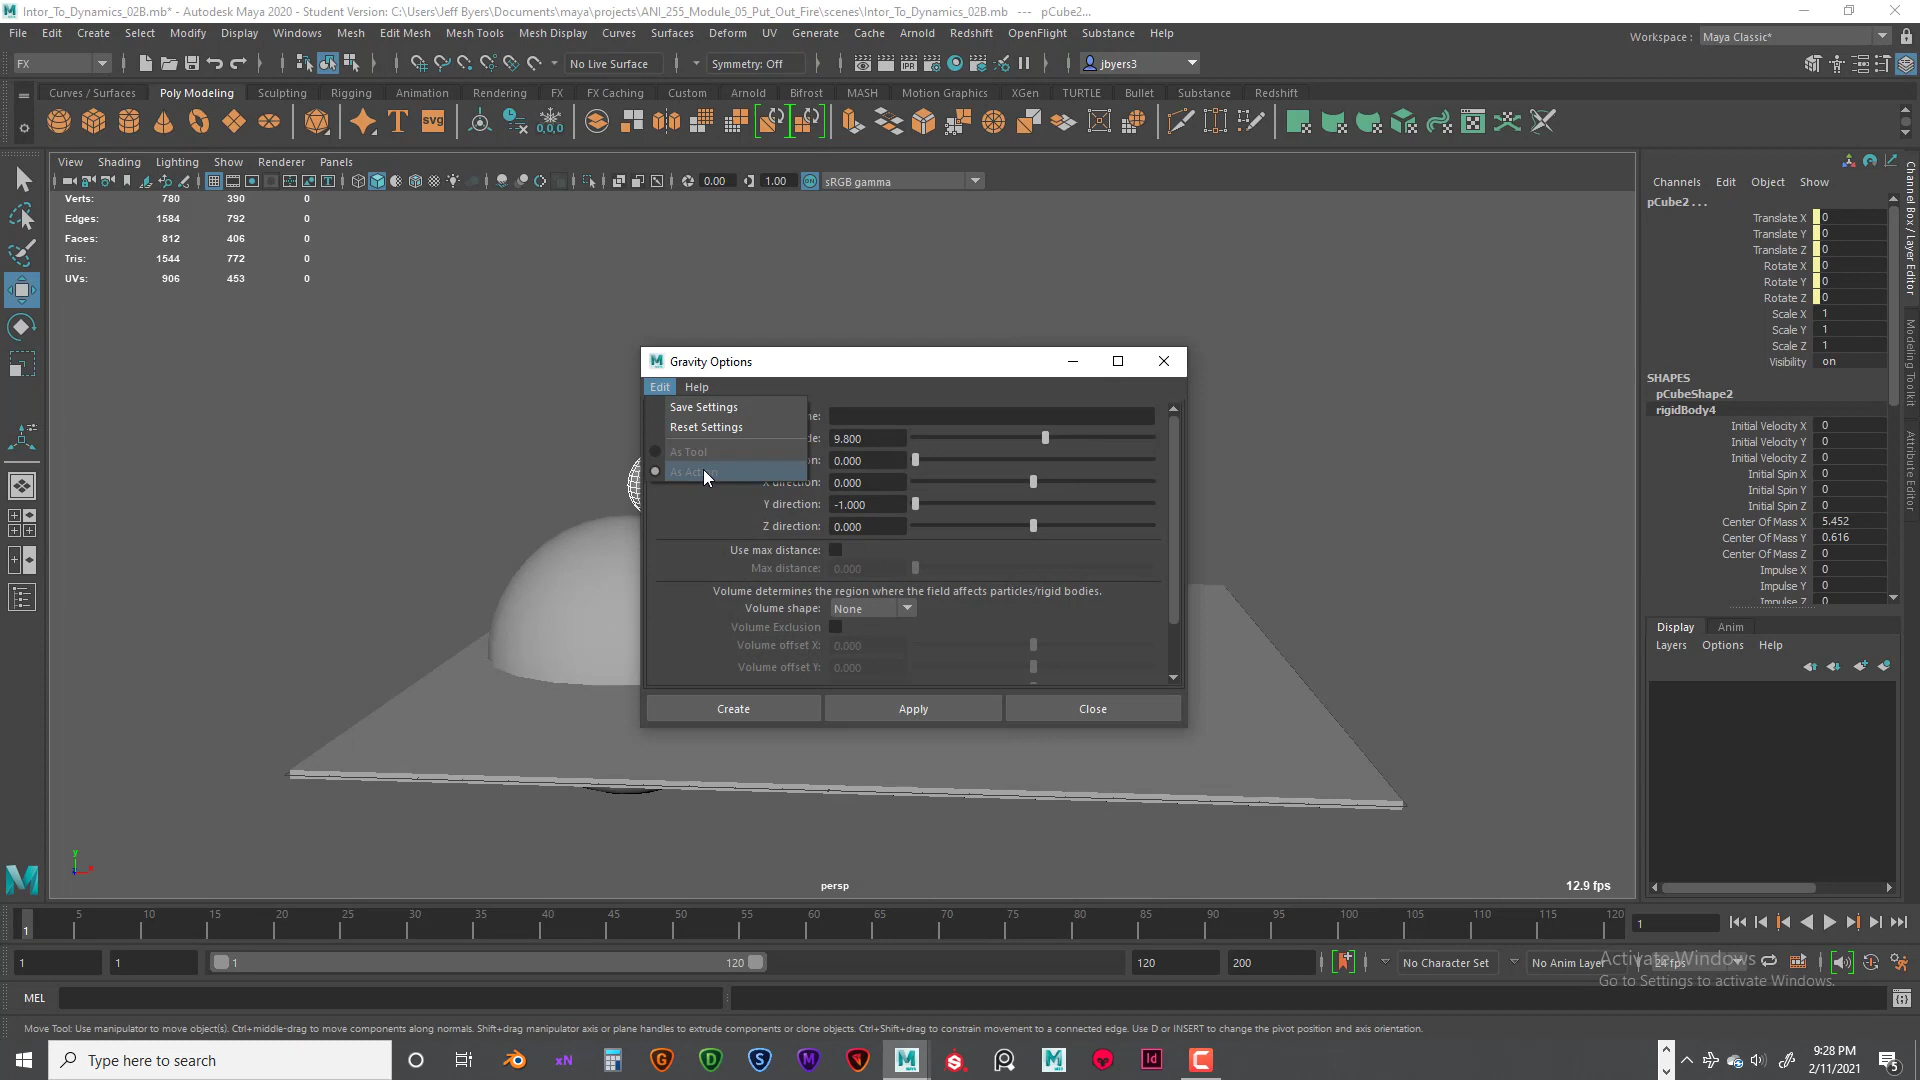 Intor_To_Dynamics_02B.mb* - Autodesk Maya 2020 - Student Version: C:\Users\Jeff Byers\Documents\maya\projects\ANI_255_Module_05_Put_Out_Fire\scenes\Intor_To_Dynamics_02B.mb --- pCube2...
File Edit Create Select Modify Display Windows Mesh Edit Mesh Mesh Tools Mesh Display Curves Surfaces Deform UV Generate Cache Arnold Redshift OpenFlight Substance Help Workspace : Maya Classic*
FX No Live Surface Symmetry: Off jbyers3
Curves / Surfaces Poly Modeling Sculpting Rigging Animation Rendering FX FX Caching Custom Arnold Bifrost MASH Motion Graphics XGen TURTLE Bullet Substance Redshift
View Shading Lighting Show Renderer Panels
0.00 1.00 sRGB gamma
Verts: 780 390 0
Edges: 1584 792 0
Faces: 812 406 0
Tris: 1544 772 0
UVs: 906 453 0
Gravity Options
Edit Help
Save Settings
Reset Settings
As Tool
9.800
0.000
X direction: 0.000
Y direction: -1.000
Z direction: 0.000
Use max distance:
Max distance: 0.000
Volume determines the region where the field affects particles/rigid bodies.
Volume shape: None
Volume Exclusion
Volume offset X: 0.000
Volume offset Y: 0.000
Create Apply Close
y
x
persp
12.9 fps
Channels Edit Object Show
pCube2 . . .
Translate X 0
Translate Y 0
Translate Z 0
Rotate X 0
Rotate Y 0
Rotate Z 0
Scale X 1
Scale Y 1
Scale Z 1
Visibility on
SHAPES
pCubeShape2
rigidBody4
Initial Velocity X 0
Initial Velocity Y 0
Initial Velocity Z 0
Initial Spin X 0
Initial Spin Y 0
Initial Spin Z 0
Center Of Mass X 5.452
Center Of Mass Y 0.616
Center Of Mass Z 0
Impulse X 0
Impulse Y 0
Impulse Z 0
Display Anim
Layers Options Help
Channel Box / Layer Editor
Modeling Toolkit
Attribute Editor
5 10 15 20 25 30 35 40 45 50 55 60 65 70 75 80 85 90 95 100 105 110 115 120
1
1
1 1 1 120 120 200 No Character Set No Anim Layer 24 fps
Activate Windows
Go to Settings to activate Windows.
MEL
Move Tool: Use manipulator to move object(s). Ctrl+middle-drag to move components along normals. Shift+drag manipulator axis or plane handles to extrude components or clone objects. Ctrl+Shift+drag to constrain movement to a connected edge. Use D or INSERT to change the pivot position and axis orientation.
Type here to search
9:28 PM
2/11/2021
5